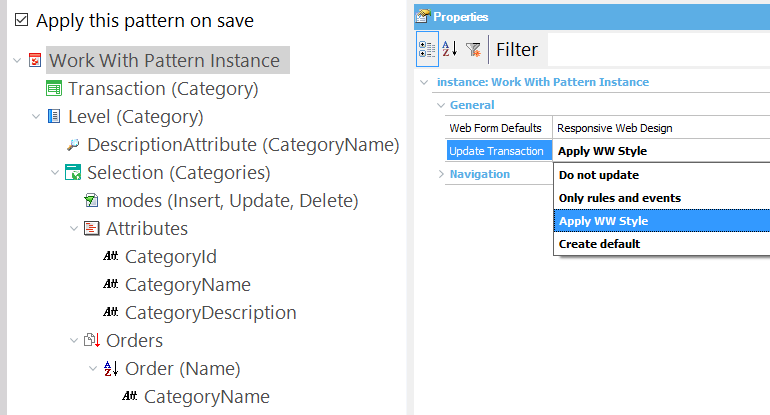 Apply this pattern on save
Work With Pattern Instance
Transaction (Category)
Level (Category)
DescriptionAttribute (CategoryName)
Selection (Categories)
modes (Insert, Update, Delete)
Attributes
Att. CategoryId
Att. CategoryName
Att. CategoryDescription
Orders
Order (Name)
Att. CategoryName
Properties
Filter
instance: Work With Pattern Instance
General
Web Form Defaults Responsive Web Design
Update Transaction Apply WW Style
Navigation
Do not update
Only rules and events
Apply WW Style
Create default